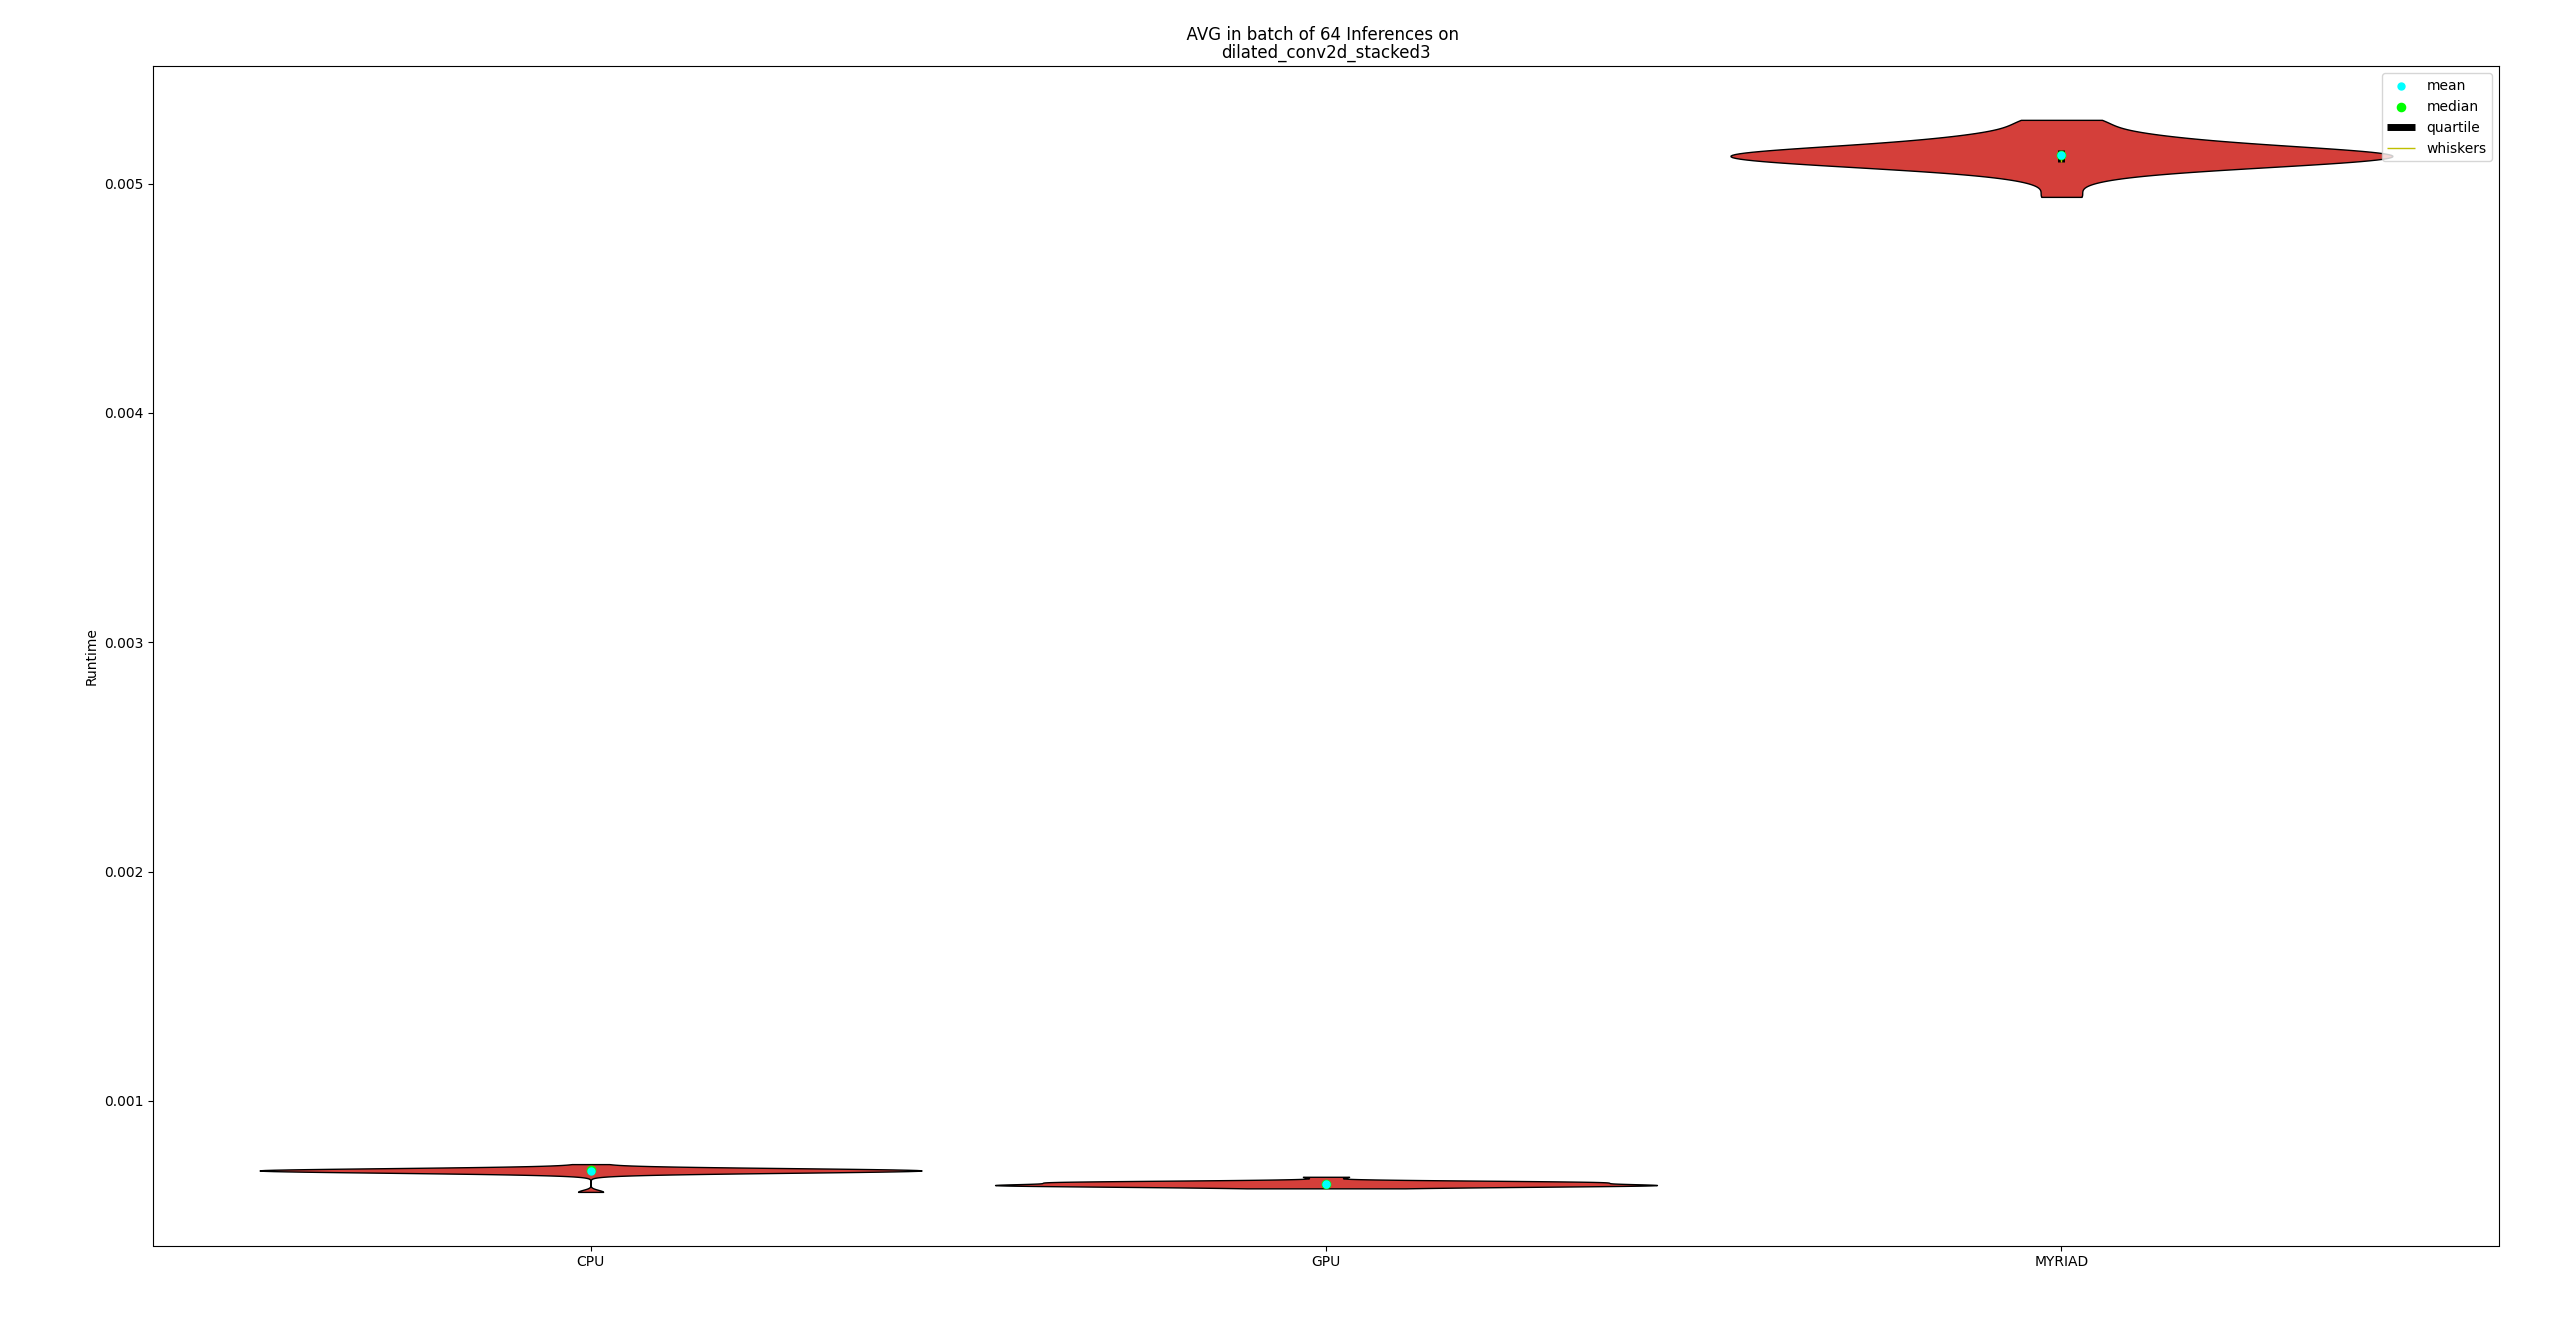 AVG in batch of 64 Inferences on
dilated_conv2d_stacked3
mean
median
quartile
whiskers
0.005
0.004
0.003
0.002
0.001
Runtime
CPU
GPU
MYRIAD